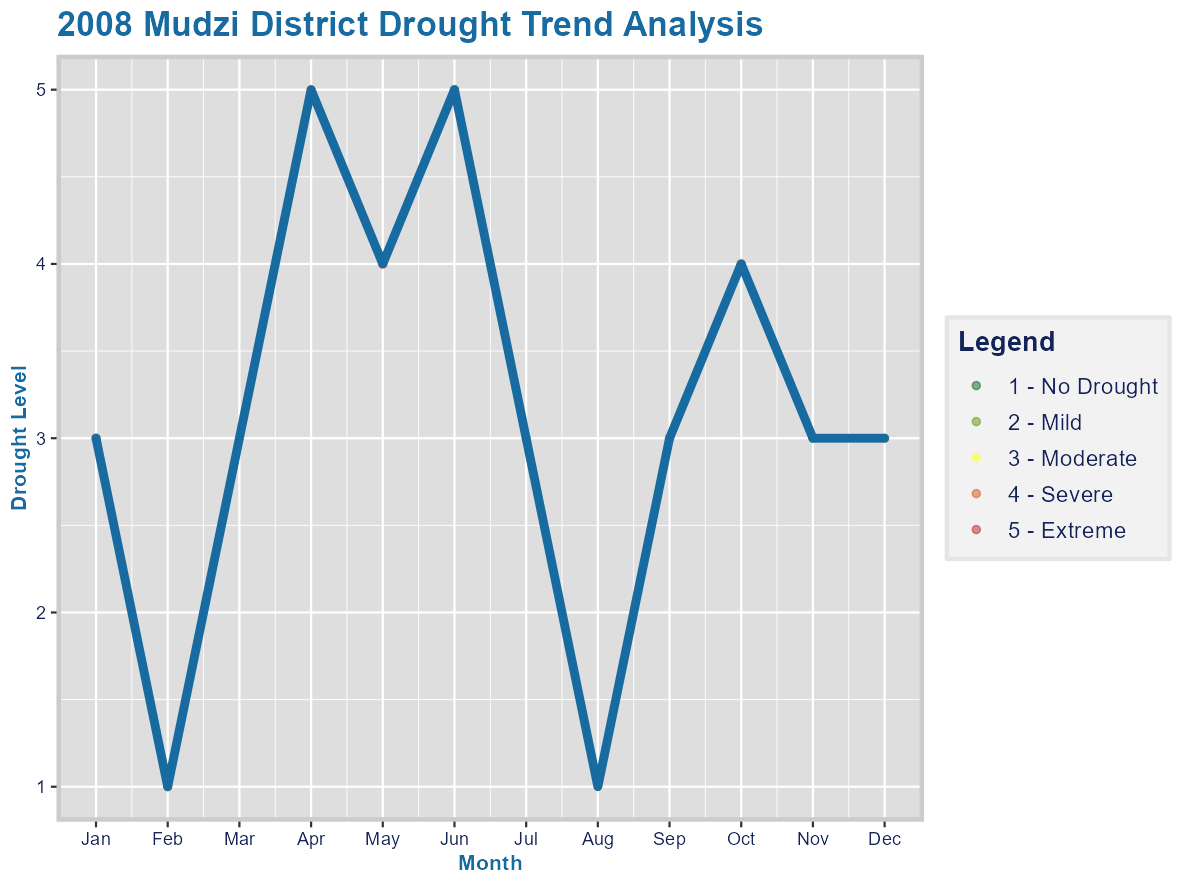 2008 Mudzi District Drought Trend Analysis
5
4
3
2
1
Drought Level
Jan Feb Mar Apr May Jun Jul Aug Sep Oct Nov Dec
Month
Legend
1 - No Drought
2 - Mild
3 - Moderate
4 - Severe
5 - Extreme